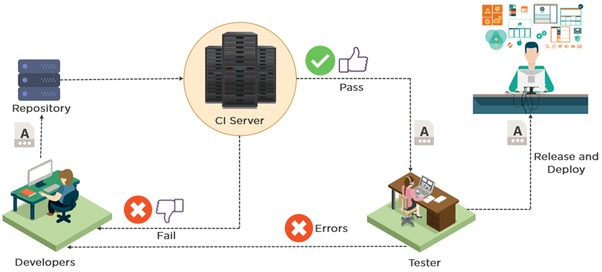 Repository
CI Server
Pass
A
A
A
Release and
Deploy
Fail
Errors
Developers
Tester